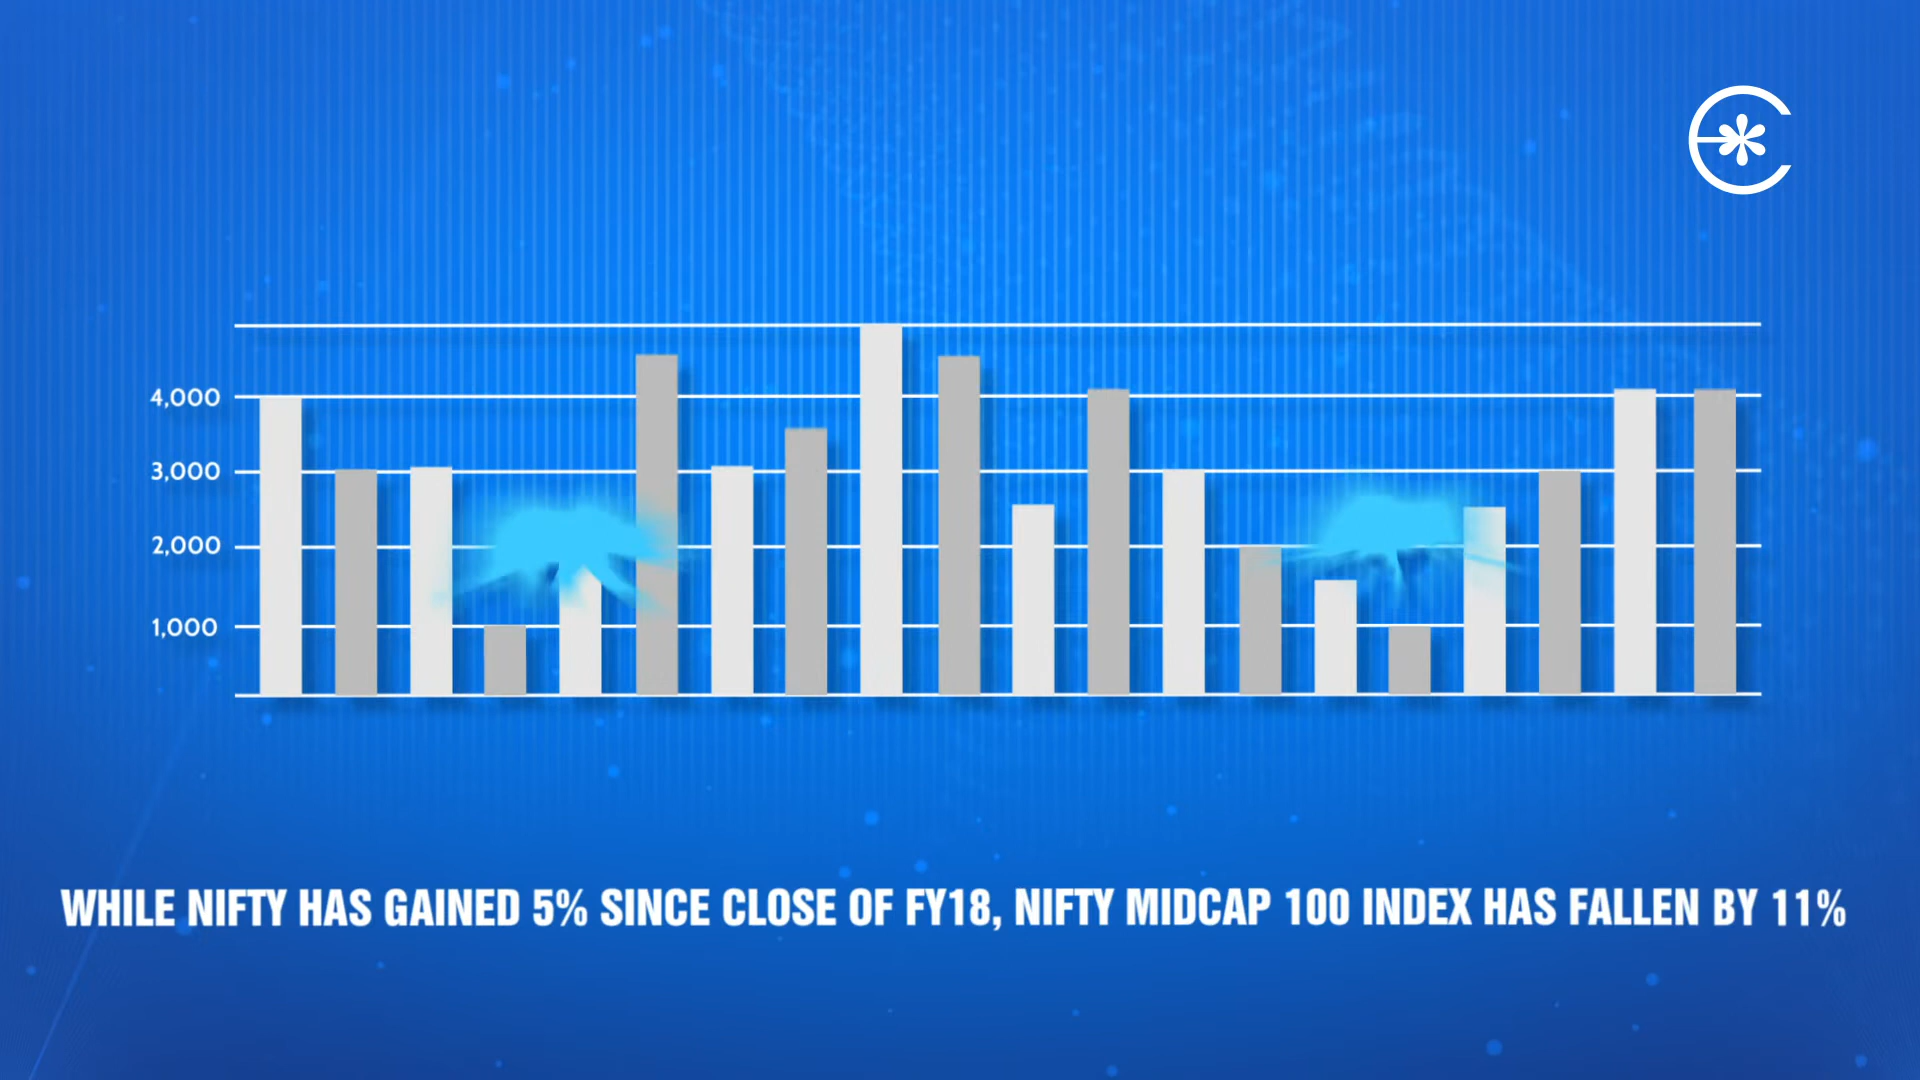 4,000
3,000
2,000
1,000
WHILE NIFTY HAS GAINED 5% SINCE CLOSE OF FY18, NIFTY MIDCAP 100 INDEX HAS FALLEN BY 11%